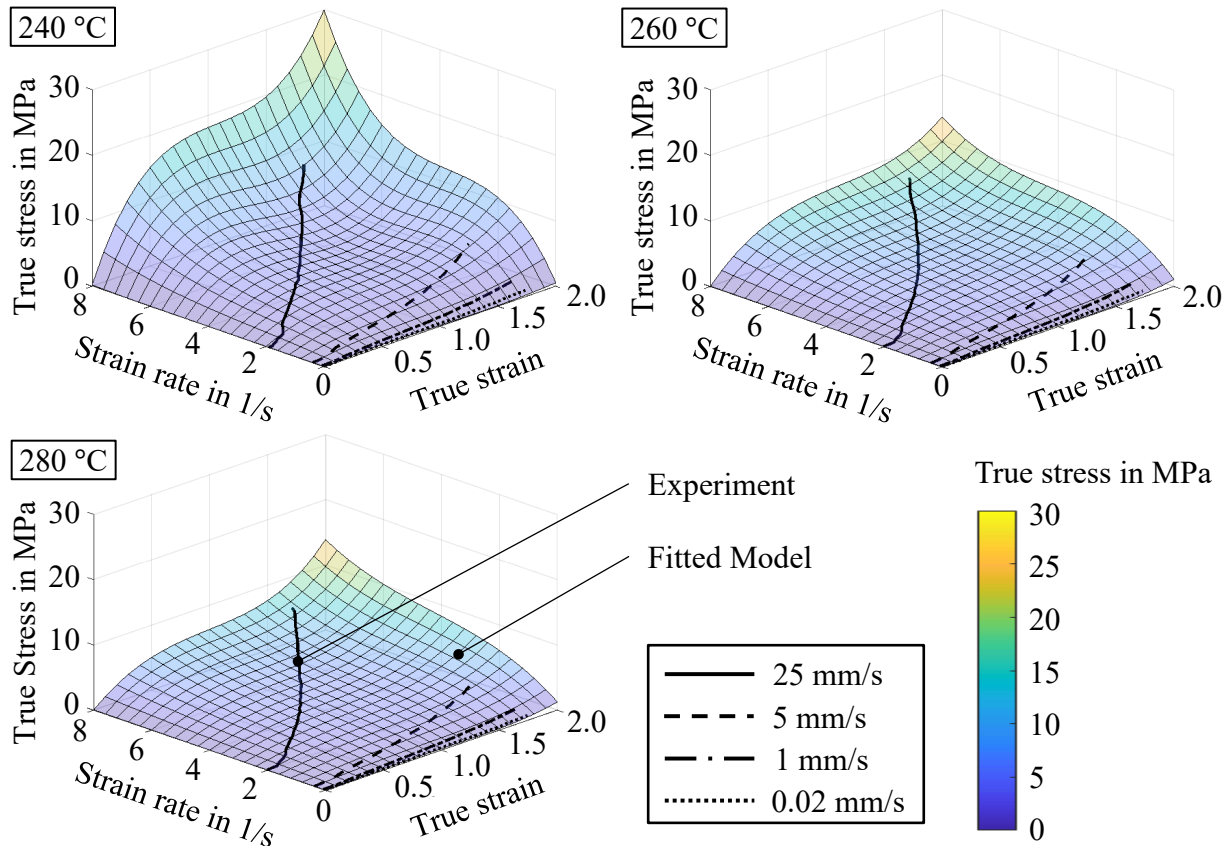 240 °C
True stress in MPa
30
20
10
0
8
6
4
2
0
Strain rate in 1/s
0.5
1.0
1.5
2.0
True strain
260 °C
True stress in MPa
30
20
10
0
8
6
4
2
0
Strain rate in 1/s
0.5
1.0
1.5
2.0
True strain
280 °C
True Stress in MPa
30
20
10
0
8
6
4
2
0
Strain rate in 1/s
0.5
1.0
1.5
2.0
True strain
Experiment
Fitted Model
25 mm/s
5 mm/s
1 mm/s
0.02 mm/s
True stress in MPa
30
25
20
15
10
5
0